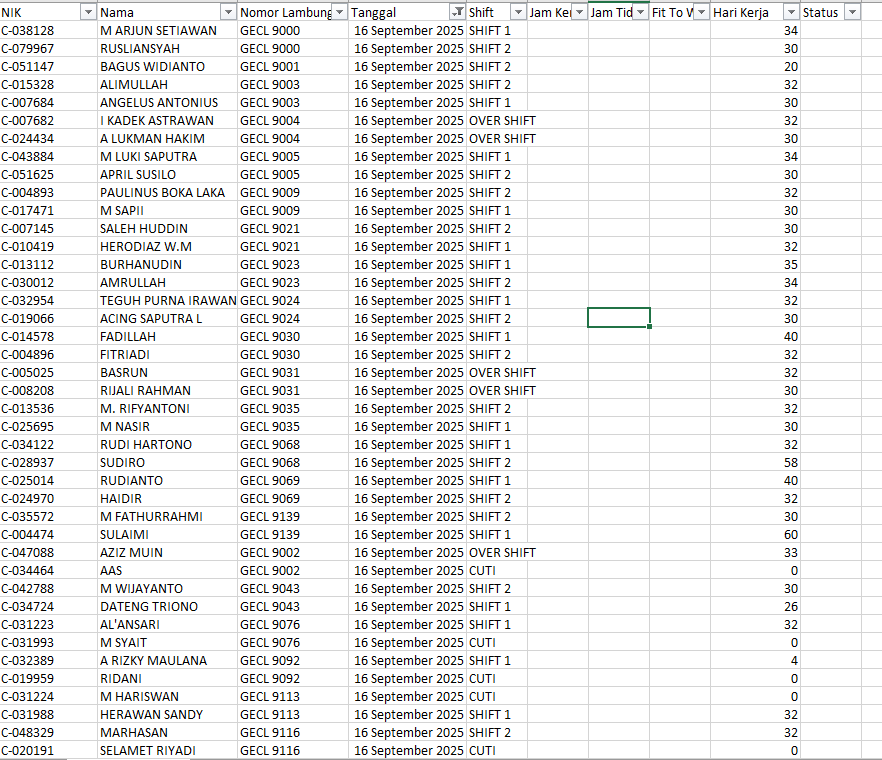 NIK Nama Nomor Lambung Tanggal Shift Jam Ker Jam Tid Fit To W Hari Kerja Status
C-038128 M ARJUN SETIAWAN GECL 9000 16 September 2025 SHIFT 1 34
C-079967 RUSLIANSYAH GECL 9000 16 September 2025 SHIFT 2 30
C-051147 BAGUS WIDIANTO GECL 9001 16 September 2025 SHIFT 2 20
C-015328 ALIMULLAH GECL 9003 16 September 2025 SHIFT 2 32
C-007684 ANGELUS ANTONIUS GECL 9003 16 September 2025 SHIFT 1 30
C-007682 I KADEK ASTRAWAN GECL 9004 16 September 2025 OVER SHIFT 32
C-024434 A LUKMAN HAKIM GECL 9004 16 September 2025 OVER SHIFT 30
C-043884 M LUKI SAPUTRA GECL 9005 16 September 2025 SHIFT 1 34
C-051625 APRIL SUSILO GECL 9005 16 September 2025 SHIFT 2 30
C-004893 PAULINUS BOKA LAKA GECL 9009 16 September 2025 SHIFT 2 32
C-017471 M SAPII GECL 9009 16 September 2025 SHIFT 1 30
C-007145 SALEH HUDDIN GECL 9021 16 September 2025 SHIFT 2 30
C-010419 HERODIAZ W.M GECL 9021 16 September 2025 SHIFT 1 32
C-013112 BURHANUDIN GECL 9023 16 September 2025 SHIFT 1 35
C-030012 AMRULLAH GECL 9023 16 September 2025 SHIFT 2 34
C-032954 TEGUH PURNA IRAWAN GECL 9024 16 September 2025 SHIFT 1 32
C-019066 ACING SAPUTRA L GECL 9024 16 September 2025 SHIFT 2 30
C-014578 FADILLAH GECL 9030 16 September 2025 SHIFT 1 40
C-004896 FITRIADI GECL 9030 16 September 2025 SHIFT 2 32
C-005025 BASRUN GECL 9031 16 September 2025 OVER SHIFT 32
C-008208 RIJALI RAHMAN GECL 9031 16 September 2025 OVER SHIFT 30
C-013536 M. RIFYANTONI GECL 9035 16 September 2025 SHIFT 2 32
C-025695 M NASIR GECL 9035 16 September 2025 SHIFT 1 30
C-034122 RUDI HARTONO GECL 9068 16 September 2025 SHIFT 1 32
C-028937 SUDIRO GECL 9068 16 September 2025 SHIFT 2 58
C-025014 RUDIANTO GECL 9069 16 September 2025 SHIFT 1 40
C-024970 HAIDIR GECL 9069 16 September 2025 SHIFT 2 32
C-035572 M FATHURRAHMI GECL 9139 16 September 2025 SHIFT 2 30
C-004474 SULAIMI GECL 9139 16 September 2025 SHIFT 1 60
C-047088 AZIZ MUIN GECL 9002 16 September 2025 OVER SHIFT 33
C-034464 AAS GECL 9002 16 September 2025 CUTI 0
C-042788 M WIJAYANTO GECL 9043 16 September 2025 SHIFT 2 30
C-034724 DATENG TRIONO GECL 9043 16 September 2025 SHIFT 1 26
C-031223 AL'ANSARI GECL 9076 16 September 2025 SHIFT 1 32
C-031993 M SYAIT GECL 9076 16 September 2025 CUTI 0
C-032389 A RIZKY MAULANA GECL 9092 16 September 2025 SHIFT 1 4
C-019959 RIDANI GECL 9092 16 September 2025 CUTI 0
C-031224 M HARISWAN GECL 9113 16 September 2025 CUTI 0
C-031988 HERAWAN SANDY GECL 9113 16 September 2025 SHIFT 1 32
C-048329 MARHASAN GECL 9116 16 September 2025 SHIFT 2 32
C-020191 SELAMET RIYADI GECL 9116 16 September 2025 CUTI 0